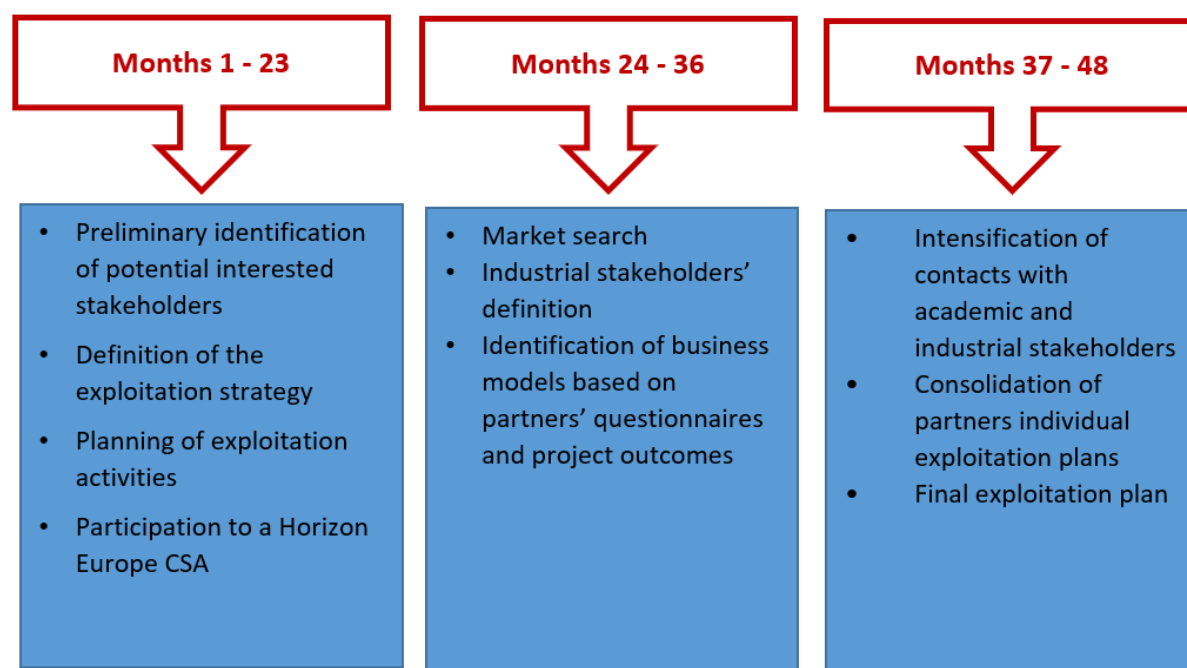 Months 1 - 23
• Preliminary identification
of potential interested
stakeholders
• Definition of the
exploitation strategy
• Planning of exploitation
activities
• Participation to a Horizon
Europe CSA
Months 24 - 36
• Market search
• Industrial stakeholders’
definition
• Identification of business
models based on
partners’ questionnaires
and project outcomes
Months 37 - 48
• Intensification of
contacts with
academic and
industrial stakeholders
• Consolidation of
partners individual
exploitation plans
• Final exploitation plan